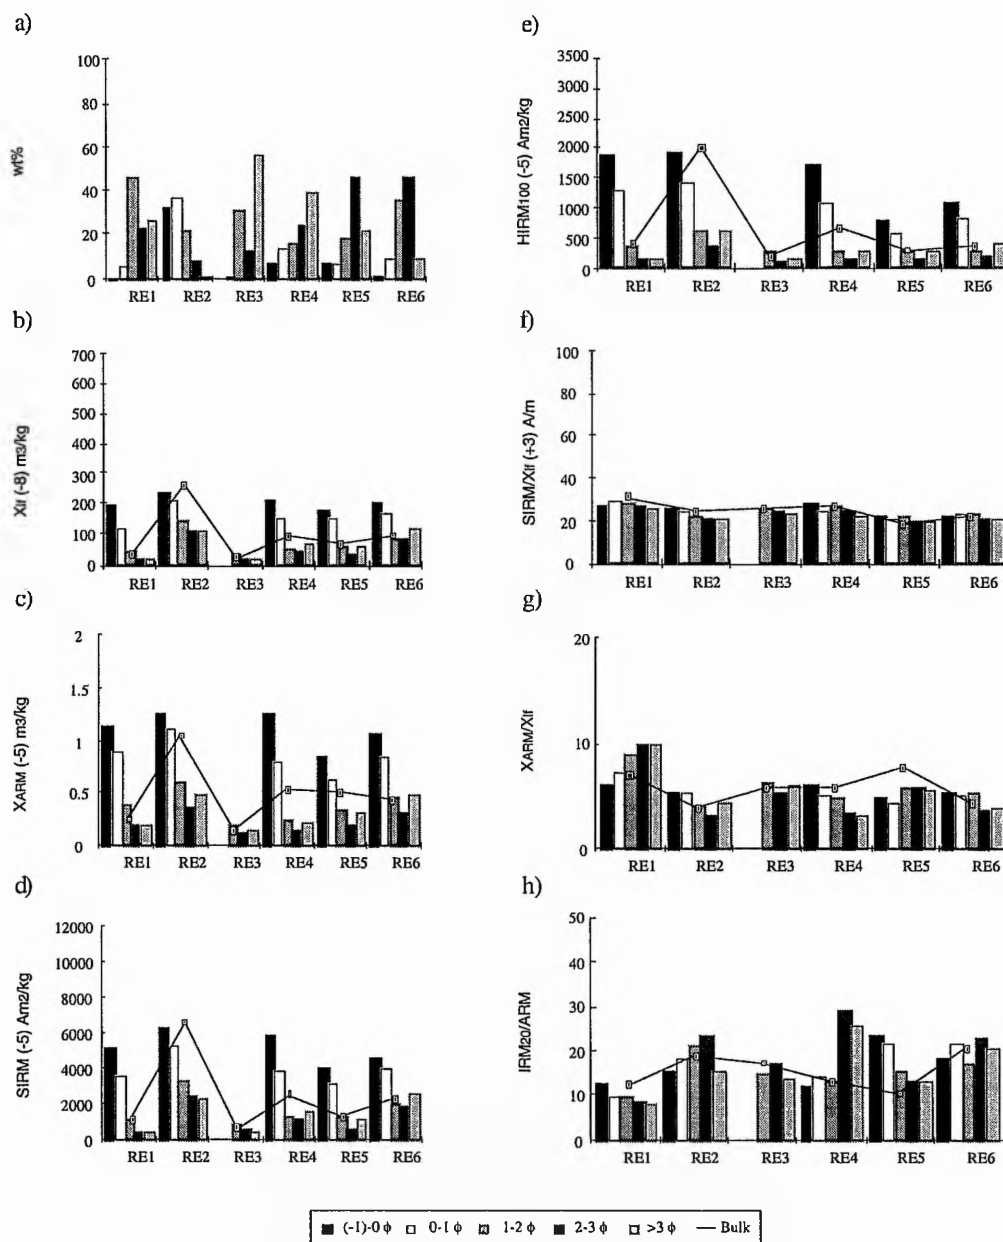 a)
wt%
100
80
60
40
20
0
RE1 RE2 RE3 RE4 RE5 RE6
b)
Xlf (-8) m3/kg
700
600
500
400
300
200
100
0
RE1 RE2 RE3 RE4 RE5 RE6
c)
XARM (-5) m3/kg
2
1.5
1
0.5
0
RE1 RE2 RE3 RE4 RE5 RE6
d)
SIRM (-5) Am2/kg
12000
10000
8000
6000
4000
2000
0
RE1 RE2 RE3 RE4 RE5 RE6
e)
HIRM100 (-5) Am2/kg
3500
3000
2500
2000
1500
1000
500
0
RE1 RE2 RE3 RE4 RE5 RE6
f)
SIRM/Xlf (+3) A/m
100
80
60
40
20
0
RE1 RE2 RE3 RE4 RE5 RE6
g)
XARM/Xlf
20
10
0
RE1 RE2 RE3 RE4 RE5 RE6
h)
IRM20/ARM
50
40
30
20
10
0
RE1 RE2 RE3 RE4 RE5 RE6
(-1)-0 ϕ 0-1 ϕ 1-2 ϕ 2-3 ϕ >3 ϕ Bulk